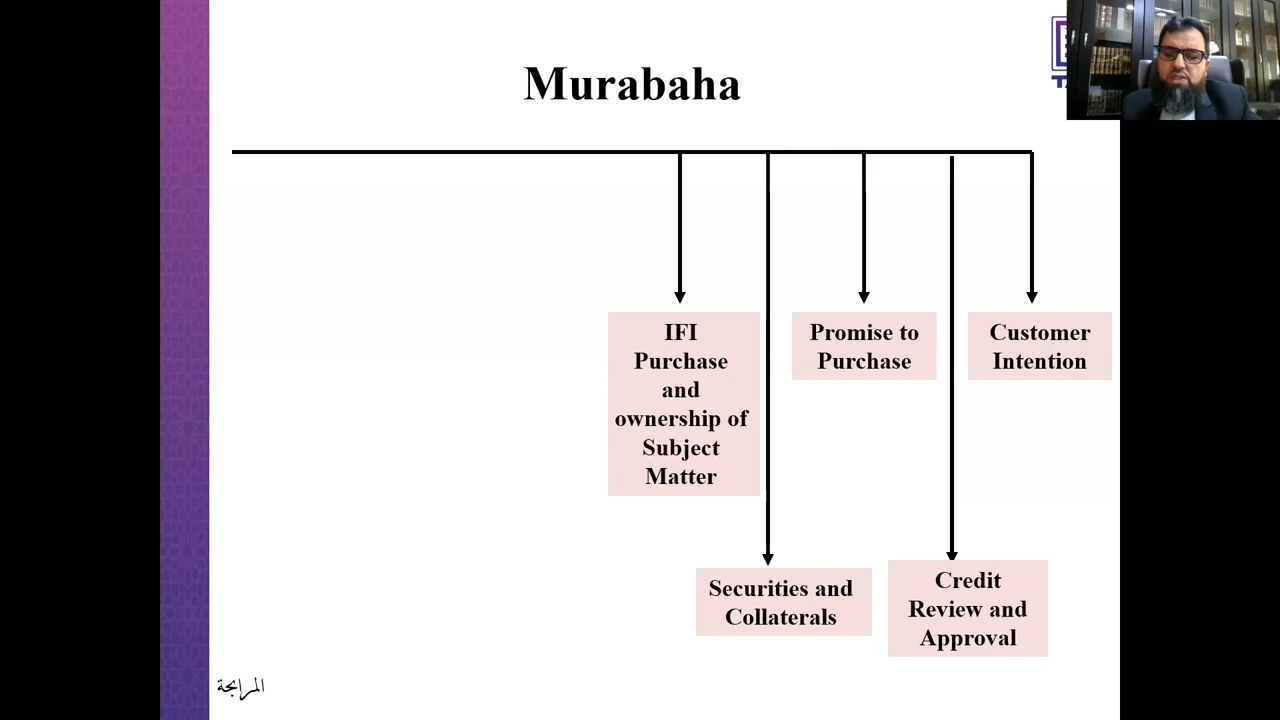 Murabaha
IFI
Purchase
and
ownership of
Subject
Matter
Promise to
Purchase
Customer
Intention
Securities and
Collaterals
Credit
Review and
Approval
المرابحة